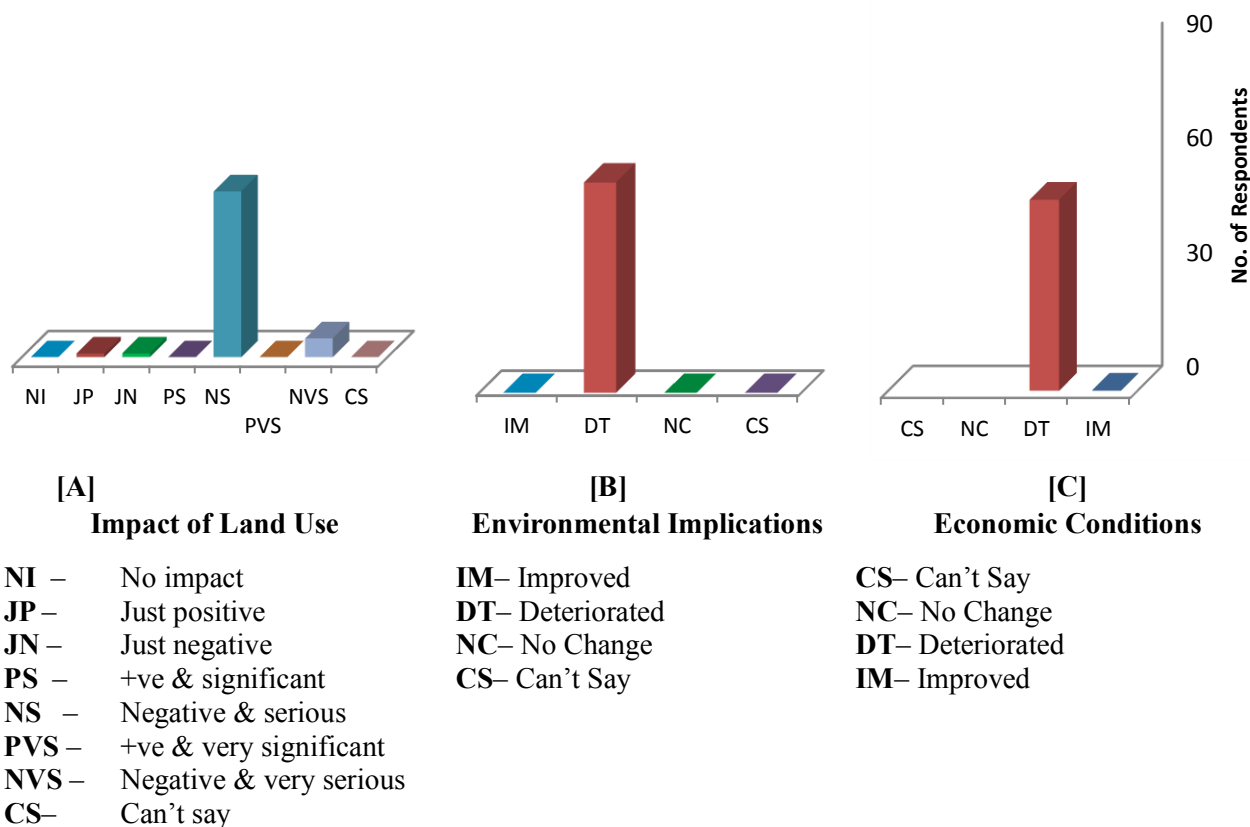 90
60
30
0
No. of Respondents
NI JP JN PS NS PVS NVS CS
IM DT NC CS
CS NC DT IM
[A]
Impact of Land Use
NI – No impact
JP – Just positive
JN – Just negative
PS – +ve & significant
NS – Negative & serious
PVS – +ve & very significant
NVS – Negative & very serious
CS– Can't say
[B]
Environmental Implications
IM– Improved
DT– Deteriorated
NC– No Change
CS– Can't Say
[C]
Economic Conditions
CS– Can't Say
NC– No Change
DT– Deteriorated
IM– Improved